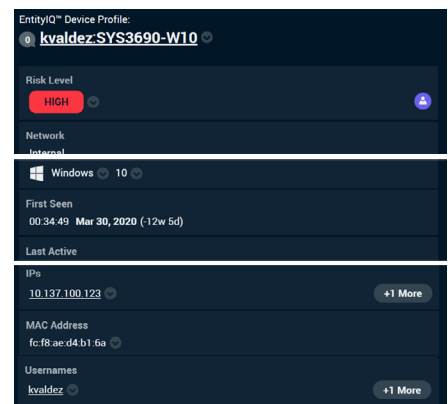 EntityIQ™ Device Profile:
0 kvaldez:SYS3690-W10
Risk Level
HIGH
Network
Internal
Windows 10
First Seen
00:34:49 Mar 30, 2020 (-12w 5d)
Last Active
IPs
10.137.100.123 +1 More
MAC Address
fc:f8:ae:d4:b1:6a
Usernames
kvaldez +1 More